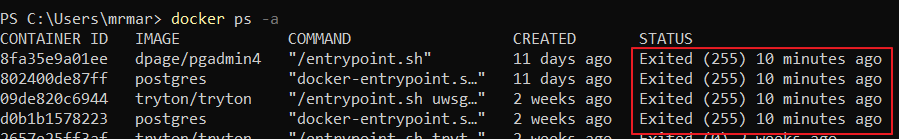 PS C:\Users\mrmar> docker ps -a
CONTAINER ID   IMAGE            COMMAND                  CREATED       STATUS
8fa35e9a01ee   dpage/pgadmin4   "/entrypoint.sh"         11 days ago   Exited (255) 10 minutes ago
802400de87ff   postgres         "docker-entrypoint.s…"   11 days ago   Exited (255) 10 minutes ago
09de820c6944   tryton/tryton    "/entrypoint.sh uwsg…"   2 weeks ago   Exited (255) 10 minutes ago
d0b1b1578223   postgres         "docker-entrypoint.s…"   2 weeks ago   Exited (255) 10 minutes ago